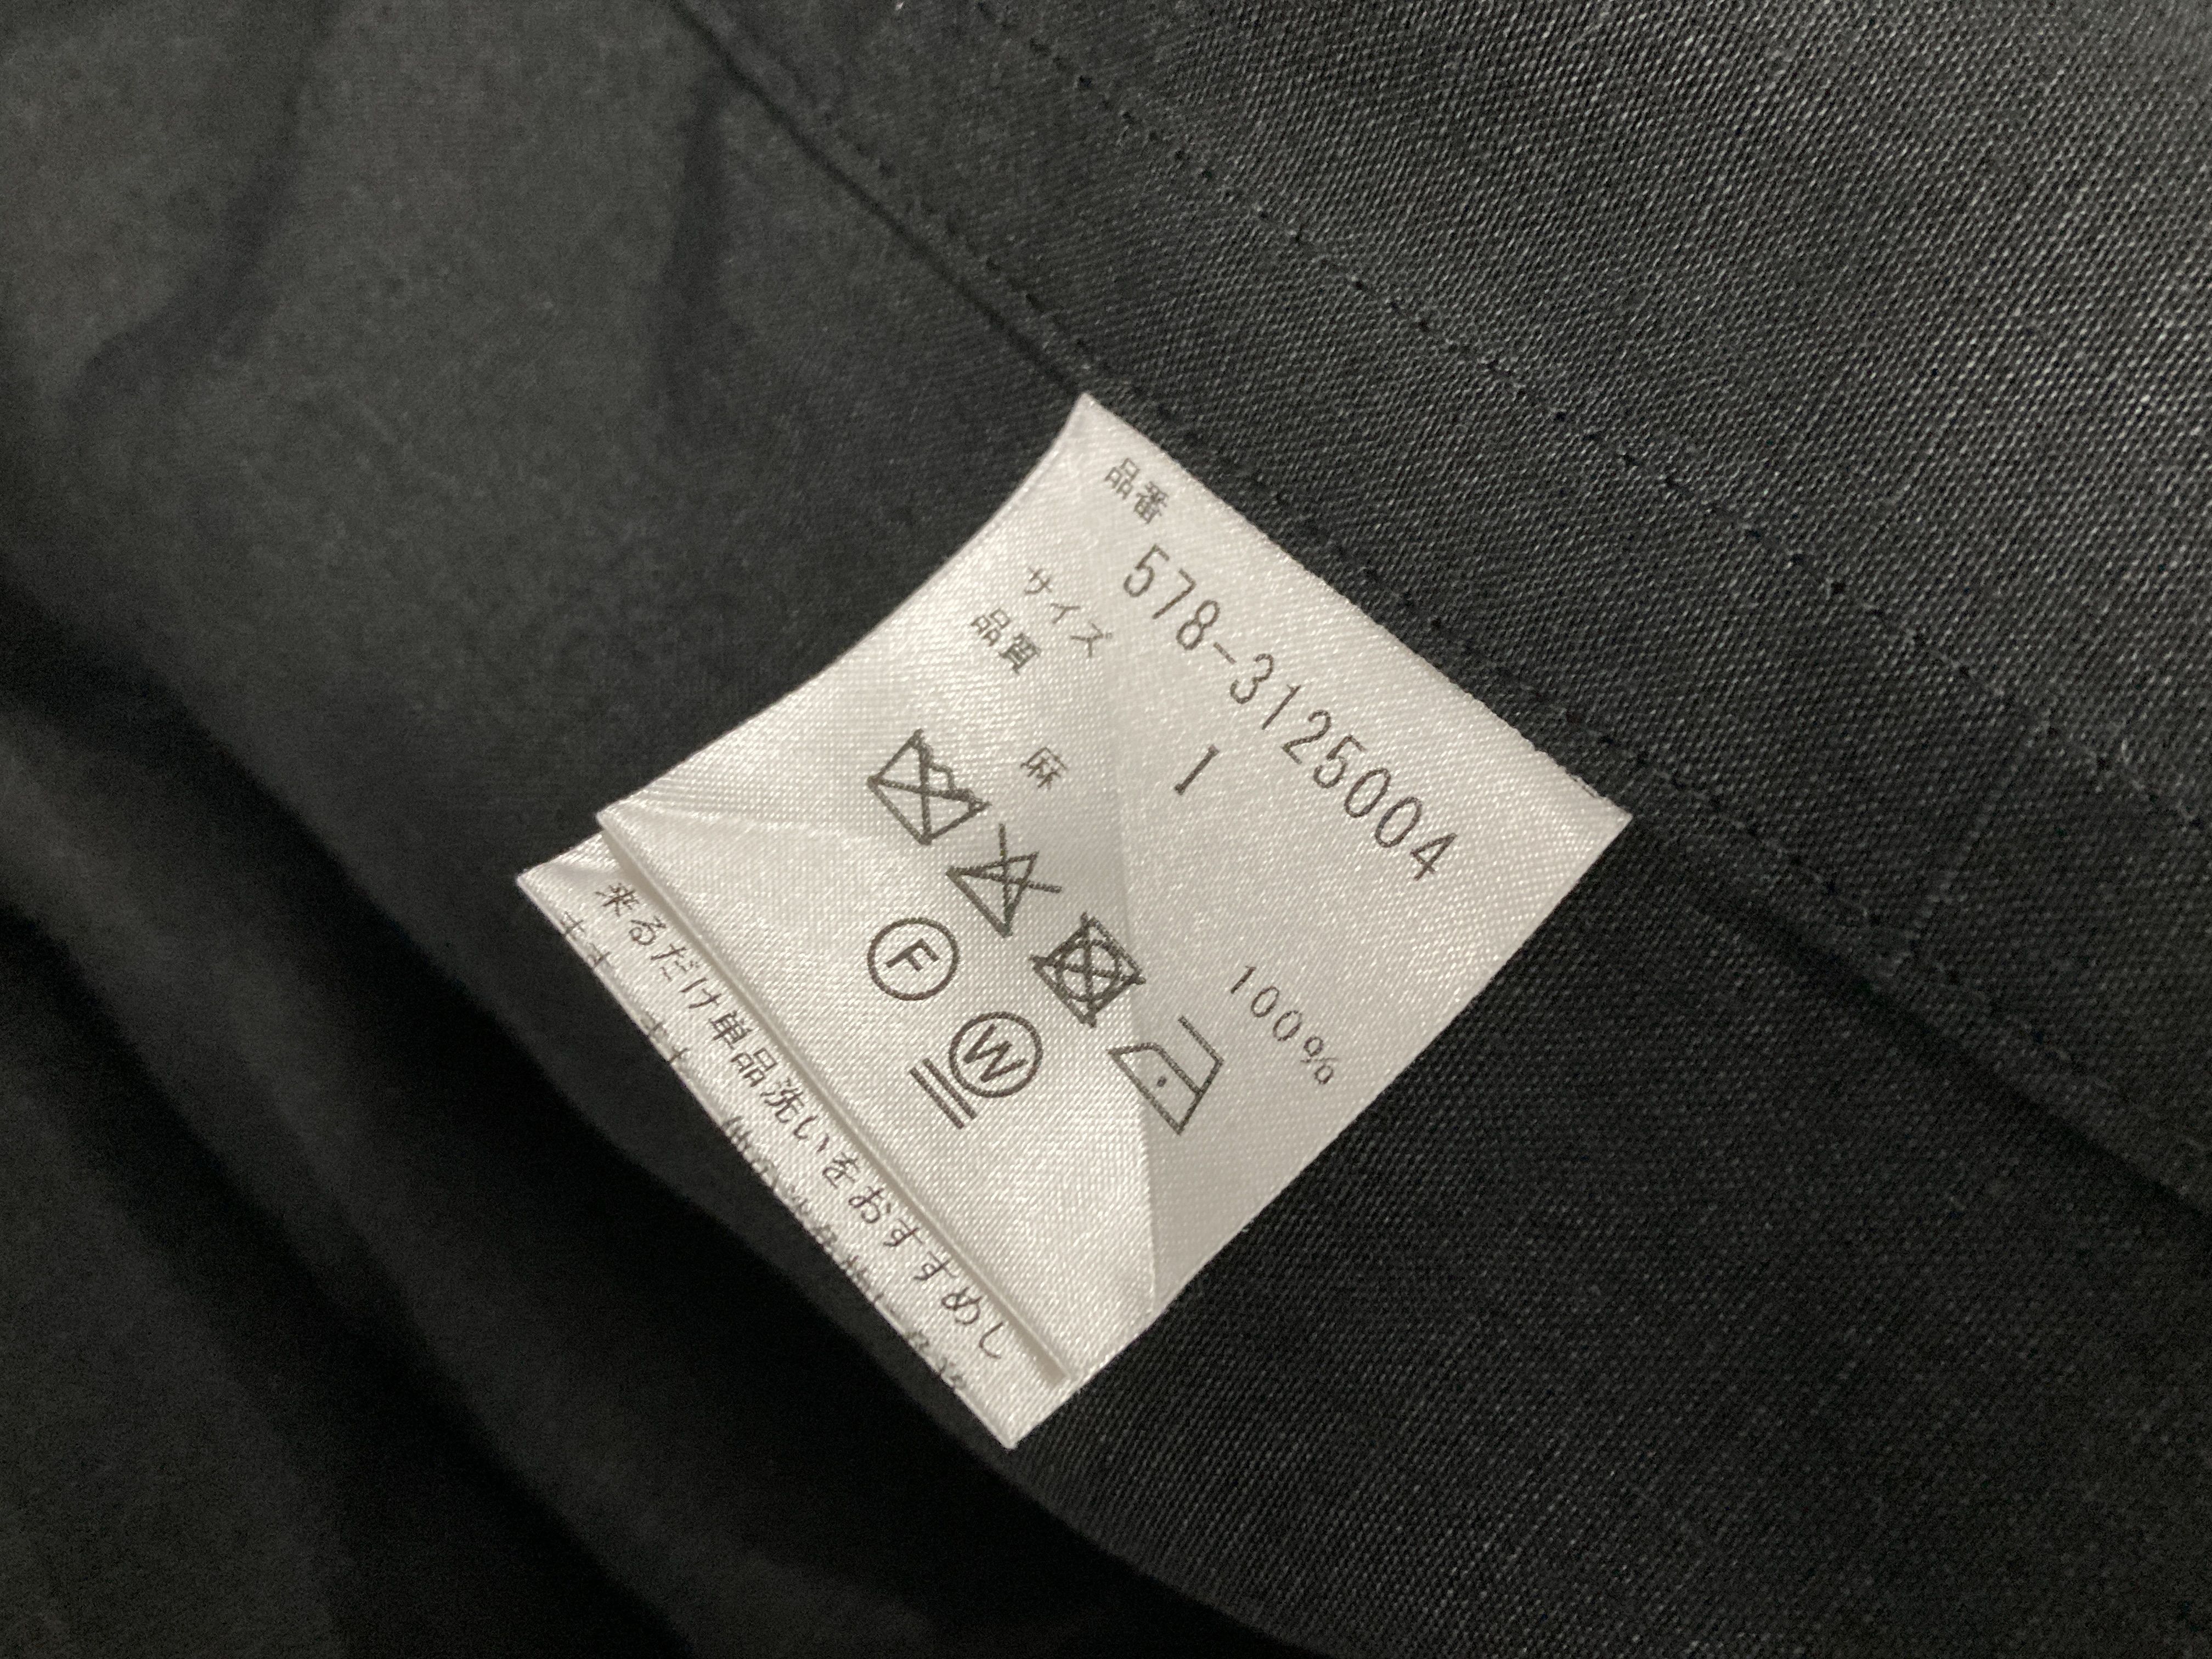 品番 578-3125004
サイズ I
品質
麻 100%
F W
来るだけ単品洗いをおすすめし